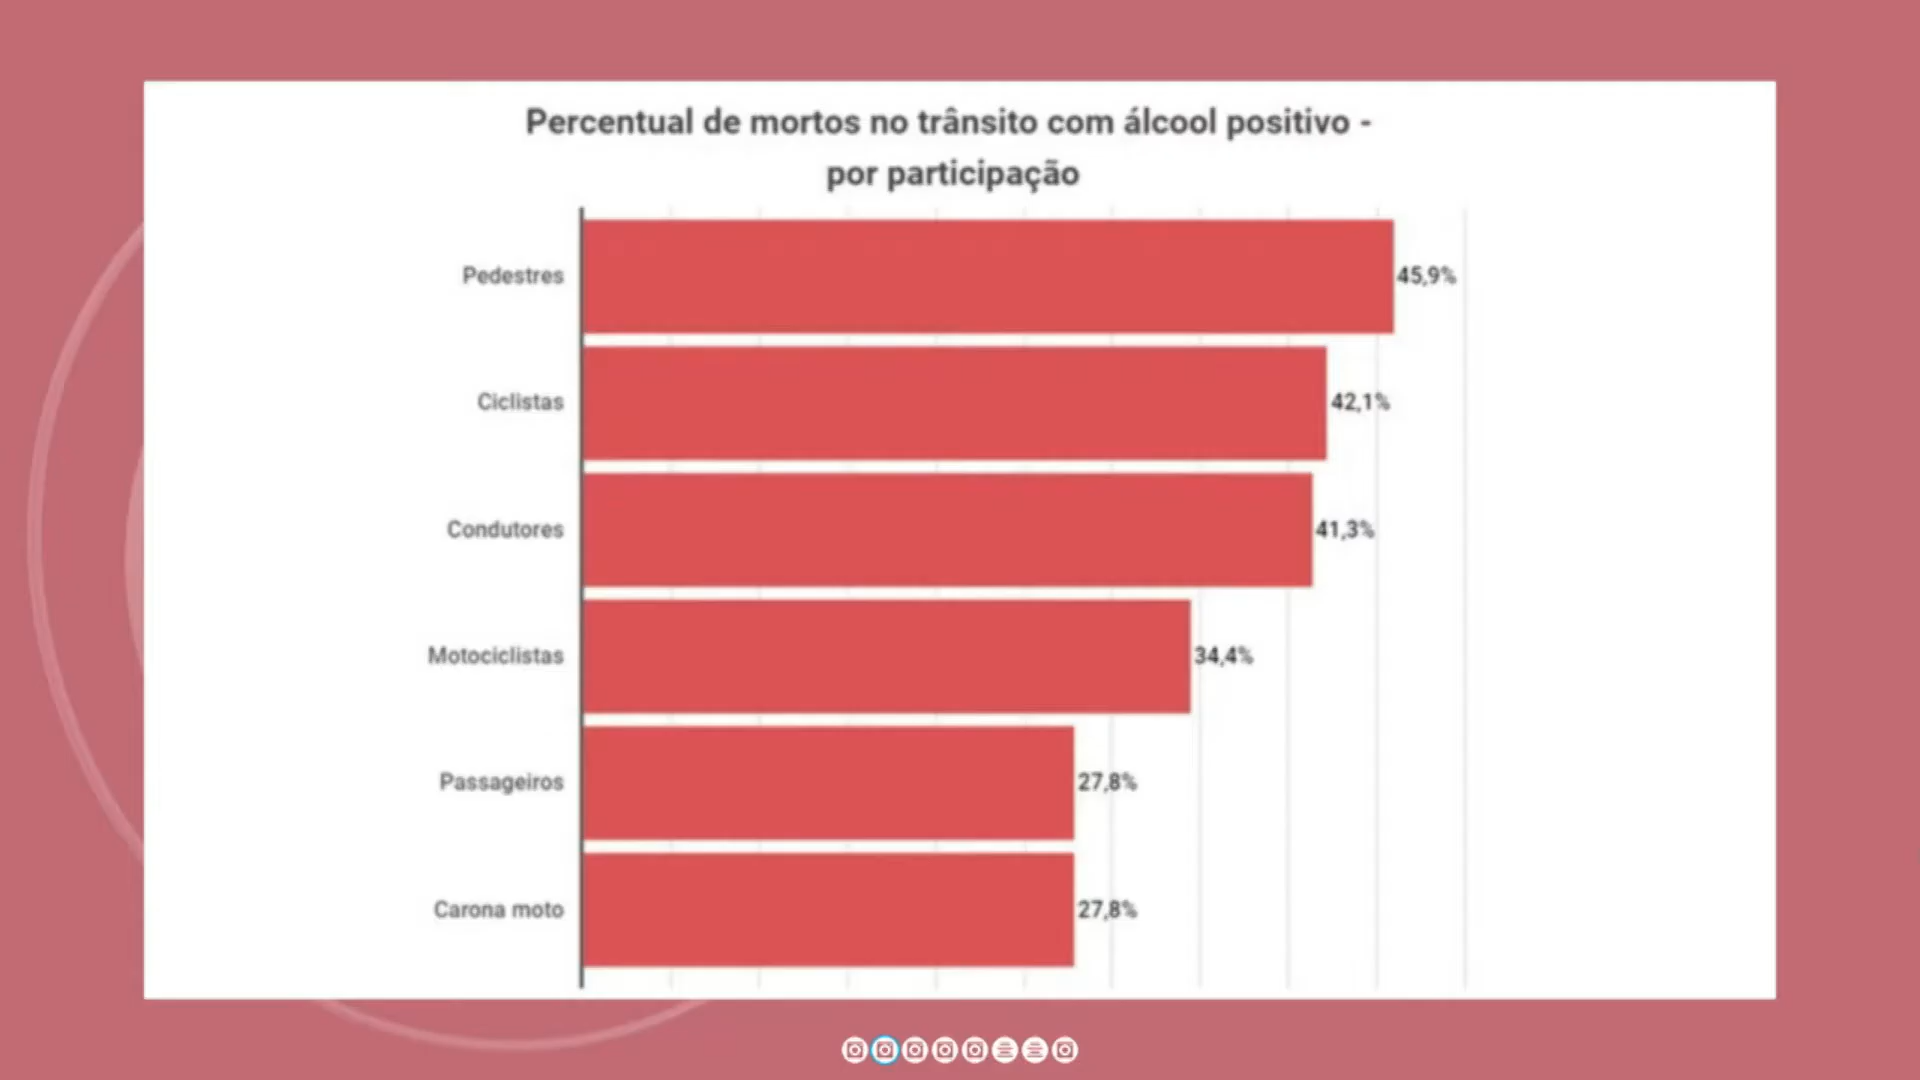 Percentual de mortos no trânsito com álcool positivo -
por participação
Pedestres 45,9%
Ciclistas 42,1%
Condutores 41,3%
Motociclistas 34,4%
Passageiros 27,8%
Carona moto 27,8%